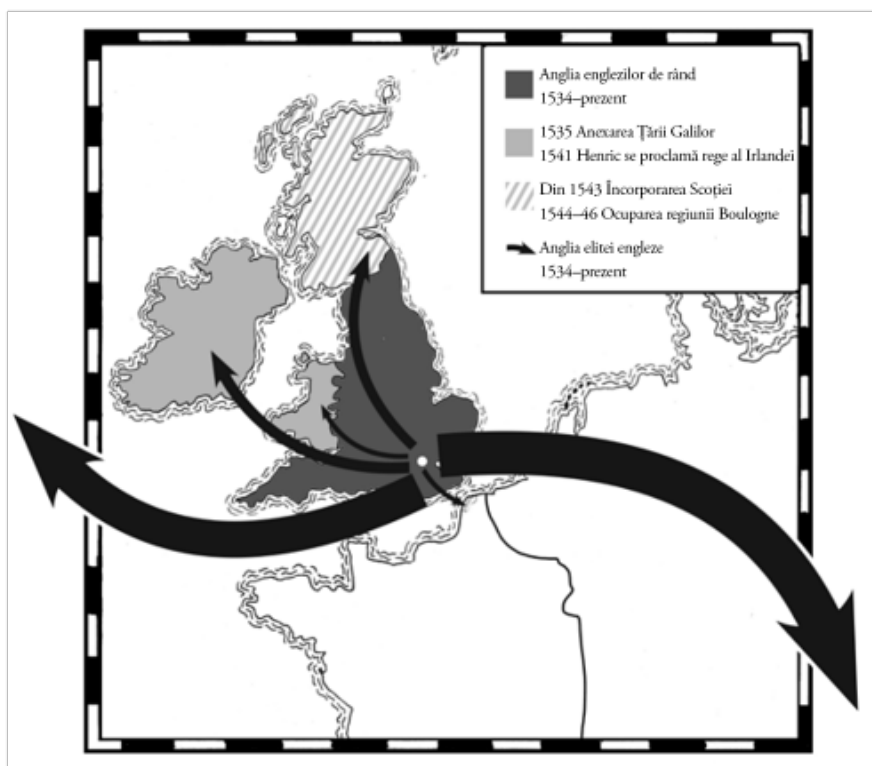 Anglia englezilor de rând
1534–prezent
1535 Anexarea Țării Galilor
1541 Henric se proclamă rege al Irlandei
Din 1543 Încorporarea Scoției
1544–46 Ocuparea regiunii Boulogne
Anglia elitei engleze
1534–prezent